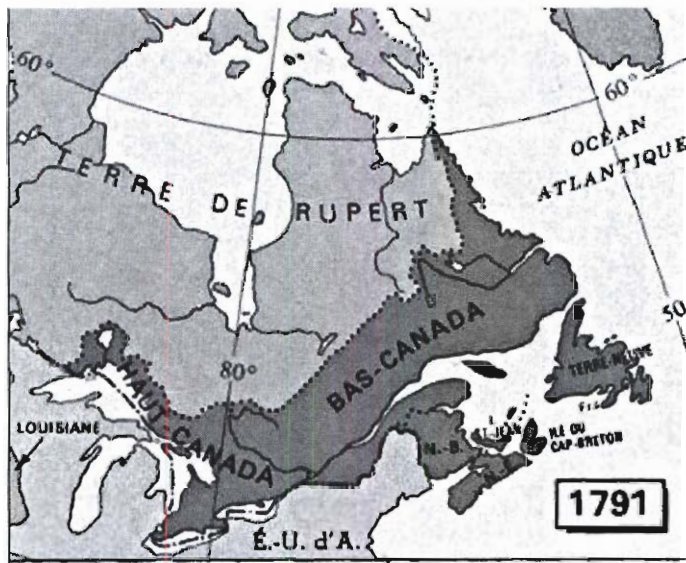 60°
60°
OCÉAN
ATLANTIQUE
TERRE DE RUPERT
50
BAS-CANADA
80°
HAUT CANADA
TERRE-NEUVE
LOUISIANE
Î.
ST-JEAN
ÎLE DU
CAP-BRETON
N.-B.
1791
É.-U. d'A.